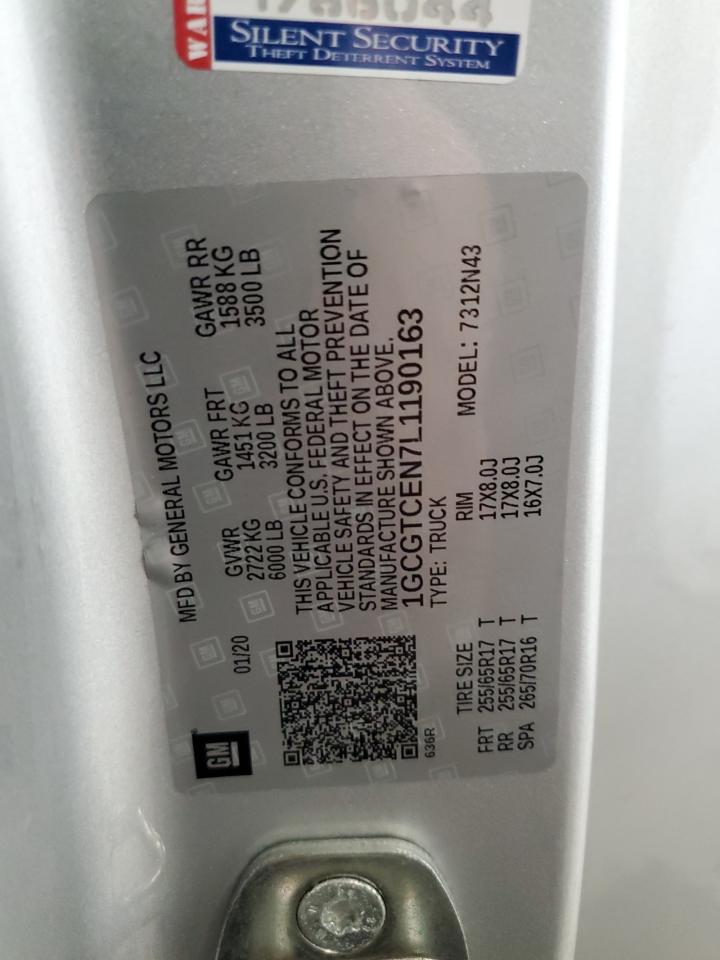 WAR
SILENT SECURITY
THEFT DETERRENT SYSTEM
GM
MFD BY GENERAL MOTORS LLC
01/20
GVWR GAWR FRT GAWR RR
2722 KG 1451 KG 1588 KG
6000 LB 3200 LB 3500 LB
THIS VEHICLE CONFORMS TO ALL
APPLICABLE U.S. FEDERAL MOTOR
VEHICLE SAFETY AND THEFT PREVENTION
STANDARDS IN EFFECT ON THE DATE OF
MANUFACTURE SHOWN ABOVE.
1GCGTCEN7L1190163
TYPE: TRUCK MODEL: 7312N43
636R
TIRE SIZE RIM
FRT 255/65R17 T 17X8.0J
RR 255/65R17 T 17X8.0J
SPA 265/70R16 T 16X7.0J